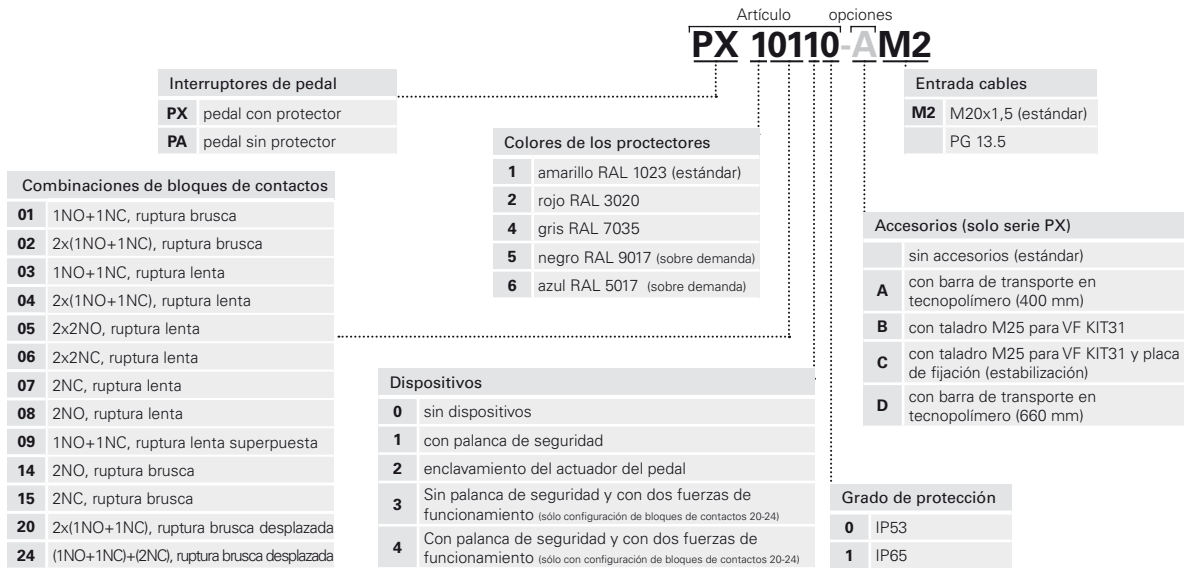 Artículo opciones
PX 10110-AM2
Interruptores de pedal
PX pedal con protector
PA pedal sin protector
Entrada cables
M2 M20x1,5 (estándar)
PG 13.5
Colores de los proctectores
1 amarillo RAL 1023 (estándar)
2 rojo RAL 3020
4 gris RAL 7035
5 negro RAL 9017 (sobre demanda)
6 azul RAL 5017 (sobre demanda)
Combinaciones de bloques de contactos
01 1NO+1NC, ruptura brusca
02 2x(1NO+1NC), ruptura brusca
03 1NO+1NC, ruptura lenta
04 2x(1NO+1NC), ruptura lenta
05 2x2NO, ruptura lenta
06 2x2NC, ruptura lenta
07 2NC, ruptura lenta
08 2NO, ruptura lenta
09 1NO+1NC, ruptura lenta superpuesta
14 2NO, ruptura brusca
15 2NC, ruptura brusca
20 2x(1NO+1NC), ruptura brusca desplazada
24 (1NO+1NC)+(2NC), ruptura brusca desplazada
Accesorios (solo serie PX)
sin accesorios (estándar)
A con barra de transporte en
tecnopolímero (400 mm)
B con taladro M25 para VF KIT31
C con taladro M25 para VF KIT31 y placa
de fijación (estabilización)
D con barra de transporte en
tecnopolímero (660 mm)
Dispositivos
0 sin dispositivos
1 con palanca de seguridad
2 enclavamiento del actuador del pedal
3 Sin palanca de seguridad y con dos fuerzas de
funcionamiento (sólo configuración de bloques de contactos 20-24)
4 Con palanca de seguridad y con dos fuerzas de
funcionamiento (sólo con configuración de bloques de contactos 20-24)
Grado de protección
0 IP53
1 IP65